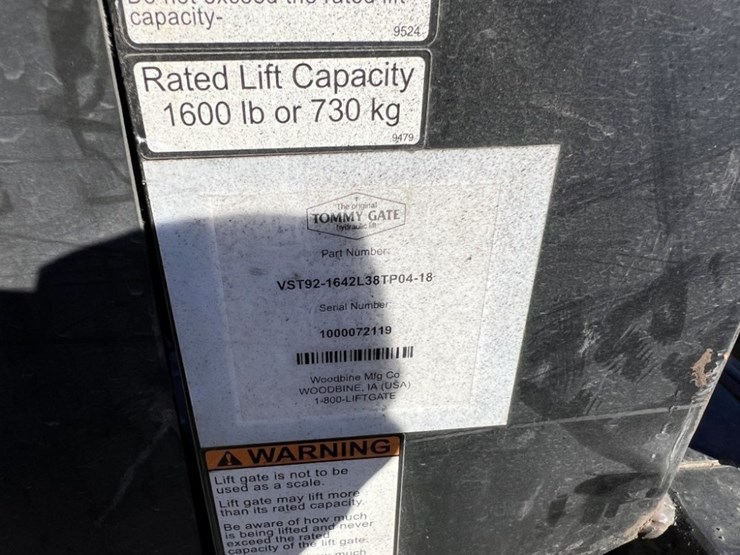 capacity-
9524
Rated Lift Capacity
1600 lb or 730 kg
9479
The original
TOMMY GATE
hydraulic lift
Part Number:
VST92-1642L38TP04-18
Serial Number
1000072119
Woodbine Mfg Co
WOODBINE, IA (USA)
1-800-LIFTGATE
WARNING
Lift gate is not to be
used as a scale.
Lift gate may lift more
than its rated capacity.
Be aware of how much
is being lifted and never
exceed the rated
capacity of the lift gate.
much